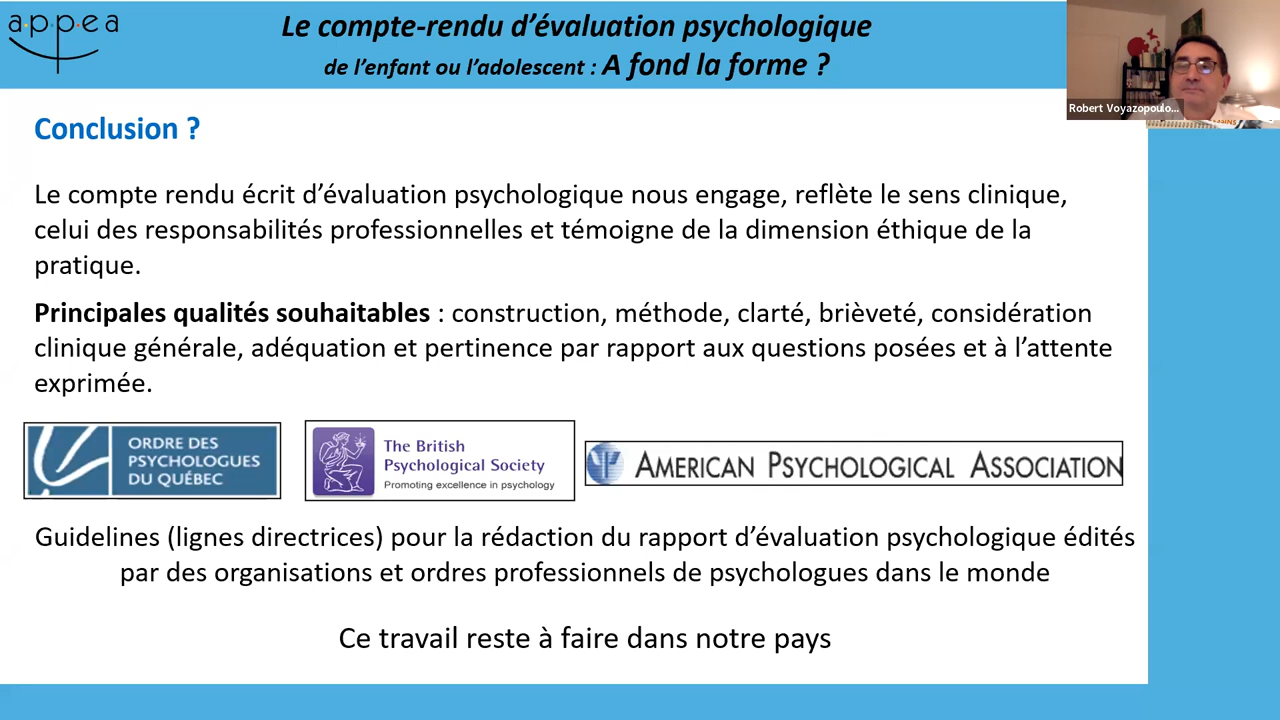 appea
Le compte-rendu d'évaluation psychologique
de l'enfant ou l'adolescent : A fond la forme ?
Robert Voyazopoulo...
Conclusion ?
Le compte rendu écrit d'évaluation psychologique nous engage, reflète le sens clinique,
celui des responsabilités professionnelles et témoigne de la dimension éthique de la
pratique.
Principales qualités souhaitables : construction, méthode, clarté, brièveté, considération
clinique générale, adéquation et pertinence par rapport aux questions posées et à l'attente
exprimée.
ORDRE DES
PSYCHOLOGUES
DU QUÉBEC
The British
Psychological Society
Promoting excellence in psychology
AMERICAN PSYCHOLOGICAL ASSOCIATION
Guidelines (lignes directrices) pour la rédaction du rapport d'évaluation psychologique édités
par des organisations et ordres professionnels de psychologues dans le monde
Ce travail reste à faire dans notre pays